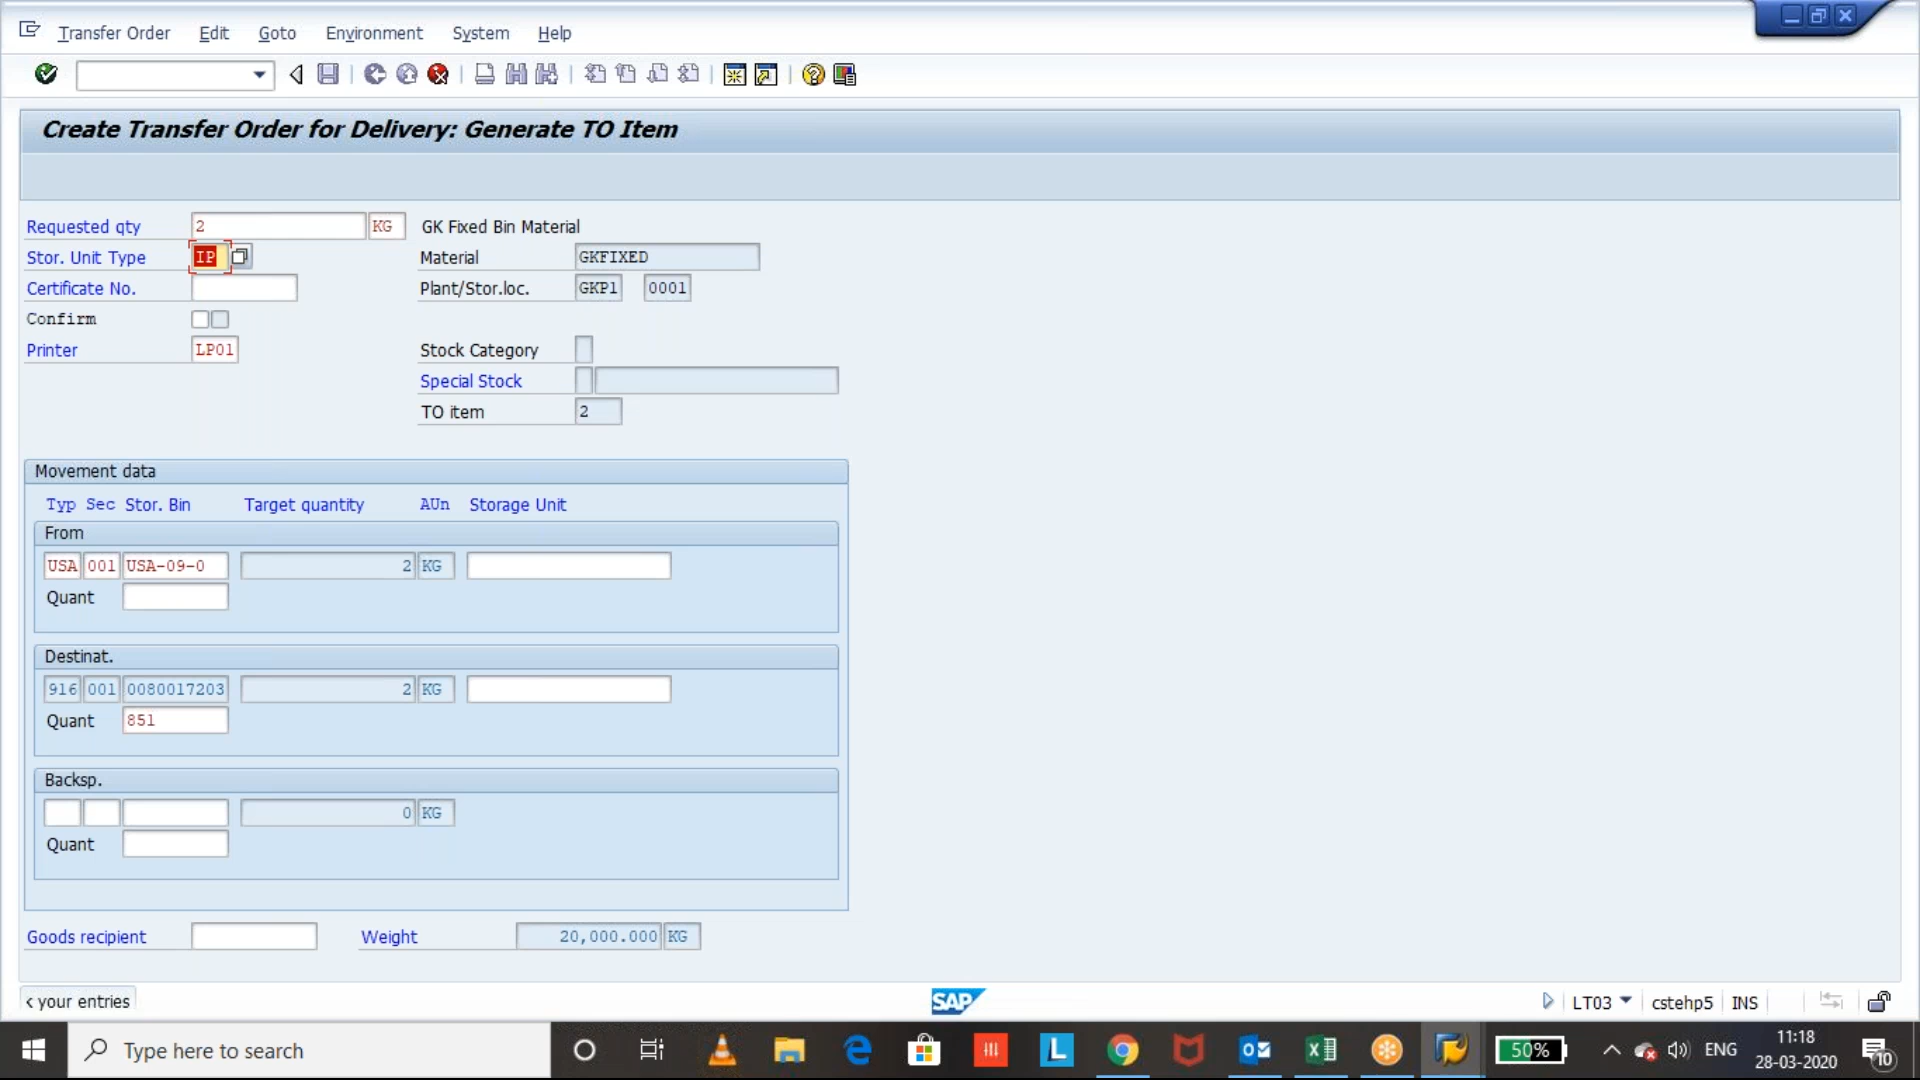 Transfer Order Edit Goto Environment System Help
Create Transfer Order for Delivery: Generate TO Item
Requested qty 2 KG GK Fixed Bin Material
Stor. Unit Type IP Material GKFIXED
Certificate No. Plant/Stor.loc. GKP1 0001
Confirm
Printer LP01 Stock Category
Special Stock
TO item 2
Movement data
Typ Sec Stor. Bin Target quantity AUn Storage Unit
From
USA 001 USA-09-0 2 KG
Quant
Destinat.
916 001 0080017203 2 KG
Quant 851
Backsp.
0 KG
Quant
Goods recipient Weight 20,000.000 KG
< your entries SAP LT03 cstehp5 INS
Type here to search L 50% ENG 11:18
28-03-2020 10